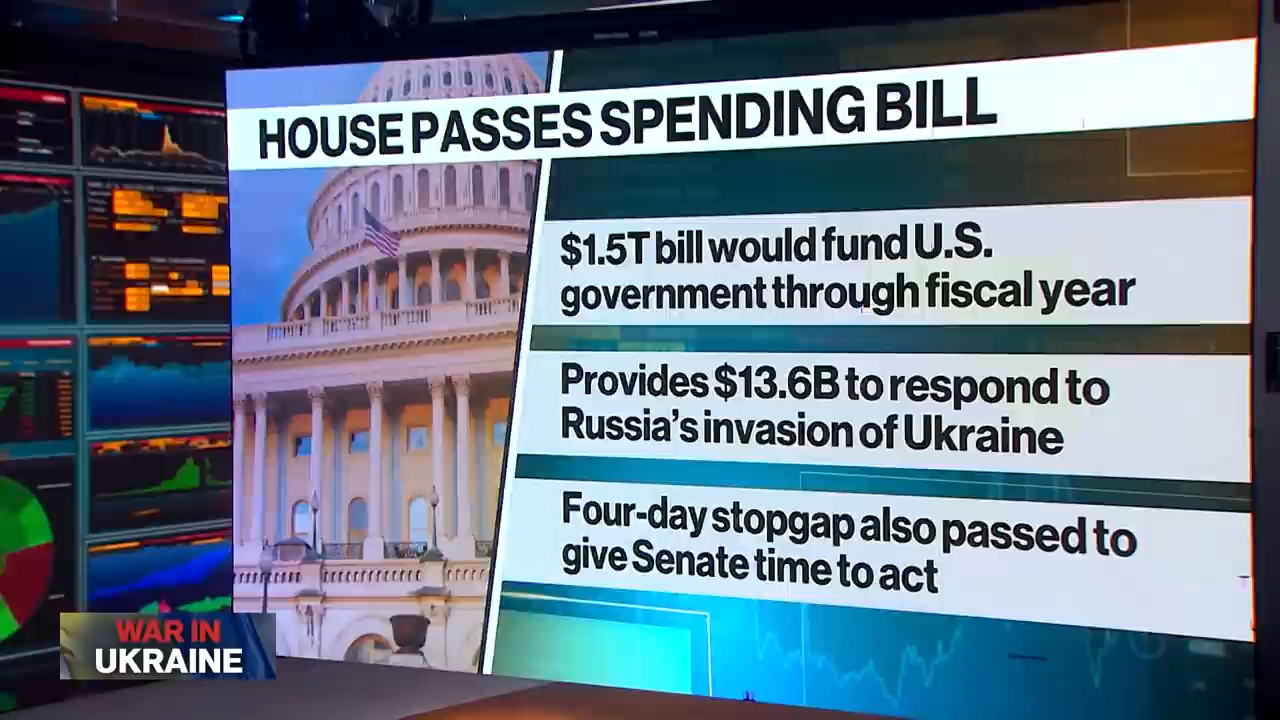 HOUSE PASSES SPENDING BILL
$1.5T bill would fund U.S.
government through fiscal year
Provides $13.6B to respond to
Russia's invasion of Ukraine
Four-day stopgap also passed to
give Senate time to act
WAR IN
UKRAINE